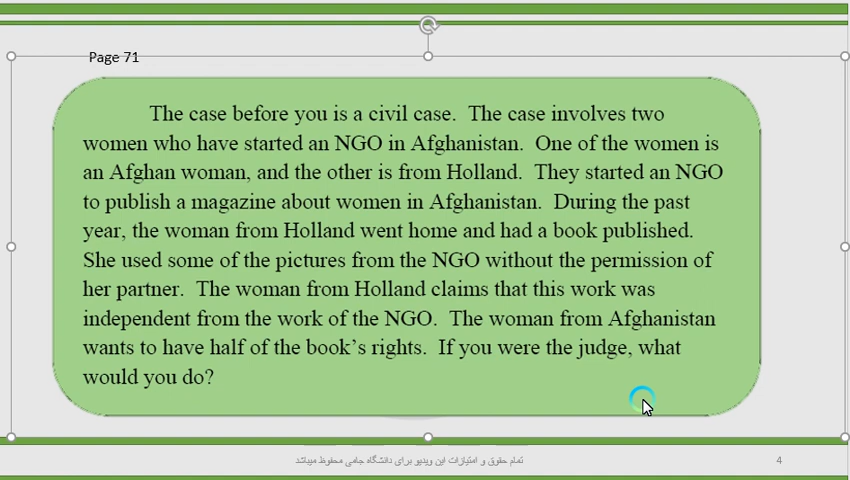 Page 71
The case before you is a civil case. The case involves two
women who have started an NGO in Afghanistan. One of the women is
an Afghan woman, and the other is from Holland. They started an NGO
to publish a magazine about women in Afghanistan. During the past
year, the woman from Holland went home and had a book published.
She used some of the pictures from the NGO without the permission of
her partner. The woman from Holland claims that this work was
independent from the work of the NGO. The woman from Afghanistan
wants to have half of the book’s rights. If you were the judge, what
would you do?
تمام حقوق و امتیازات این ویدیو برای دانشگاه جامی محفوظ میباشد
4